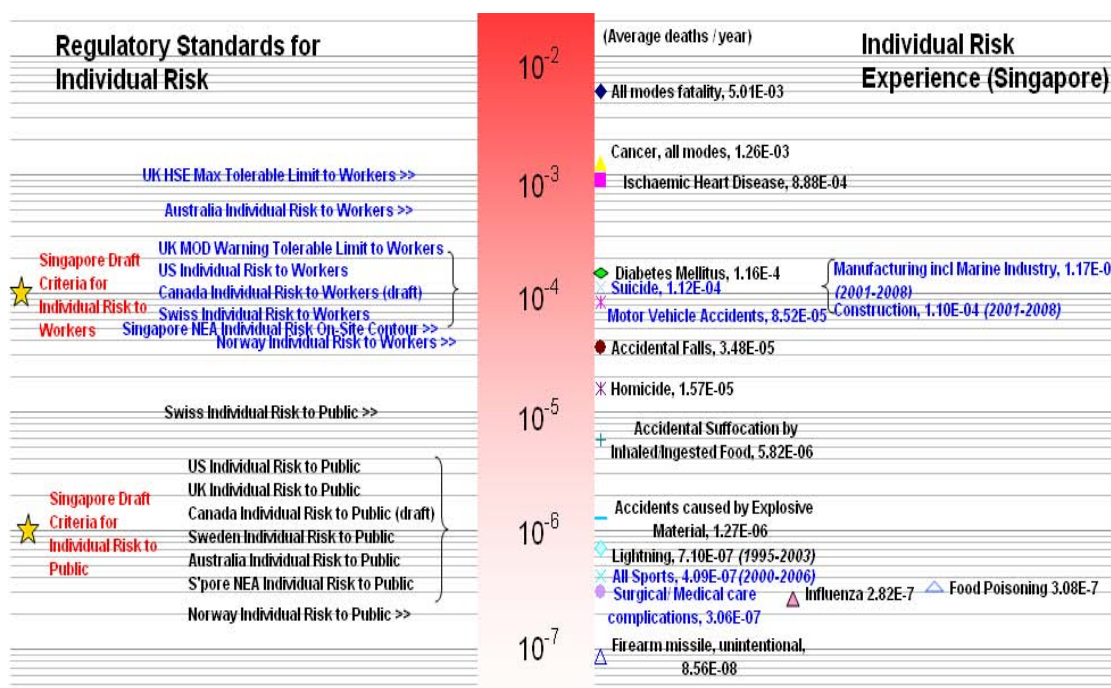 Regulatory Standards for
Individual Risk
UK HSE Max Tolerable Limit to Workers >>
Australia Individual Risk to Workers >>
UK MOD Warning Tolerable Limit to Workers
US Individual Risk to Workers
Canada Individual Risk to Workers (draft)
Swiss Individual Risk to Workers
Singapore NEA Individual Risk On-Site Contour >>
Norway Individual Risk to Workers >>
Singapore Draft
Criteria for
Individual Risk to
Workers
Swiss Individual Risk to Public >>
US Individual Risk to Public
UK Individual Risk to Public
Canada Individual Risk to Public (draft)
Sweden Individual Risk to Public
Australia Individual Risk to Public
S'pore NEA Individual Risk to Public
Norway Individual Risk to Public >>
Singapore Draft
Criteria for
Individual Risk to
Public
10-2
10-3
10-4
10-5
10-6
10-7
(Average deaths /year)
Individual Risk
Experience (Singapore)
All modes fatality, 5.01E-03
Cancer, all modes, 1.26E-03
Ischaemic Heart Disease, 8.88E-04
Diabetes Mellitus, 1.16E-4
Suicide, 1.12E-04
Motor Vehicle Accidents, 8.52E-05
Manufacturing incl Marine Industry, 1.17E-0
(2001-2008)
Construction, 1.10E-04 (2001-2008)
Accidental Falls, 3.48E-05
Homicide, 1.57E-05
Accidental Suffocation by
Inhaled/Ingested Food, 5.82E-06
Accidents caused by Explosive
Material, 1.27E-06
Lightning, 7.10E-07 (1995-2003)
All Sports, 4.09E-07 (2000-2006)
Surgical/ Medical care
complications, 3.06E-07
Influenza 2.82E-7
Food Poisoning 3.08E-7
Firearm missile, unintentional,
8.56E-08